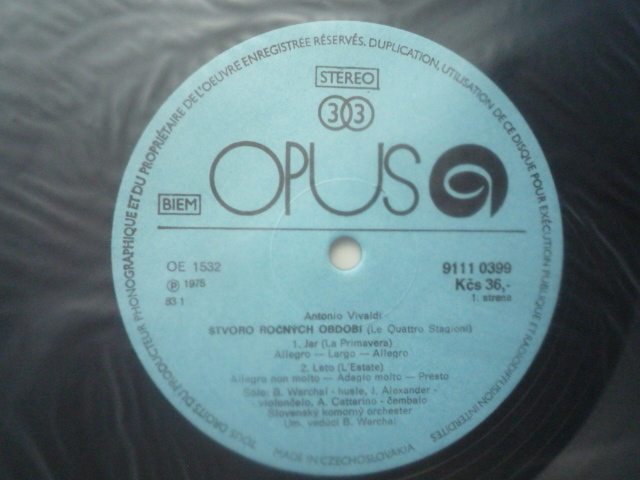 TOUS DROITS DU PRODUCTEUR PHONOGRAPHIQUE ET DU PROPRIÉTAIRE DE L'OEUVRE ENREGISTRÉE RÉSERVÉS. DUPLICATION, UTILISATION DE CE DISQUE POUR EXÉCUTION PUBLIQUE ET RADIODIFFUSION INTERDITES
STEREO
33
OPUS
BIEM
OE 1532
℗ 1975
83 1
9111 0399
Kčs 36,-
1. strana
Antonio Vivaldi
ŠTVORO ROČNÝCH OBDOBÍ (Le Quattro Stagioni)
1. Jar (La Primavera)
Allegro — Largo — Allegro
2. Leto (L'Estate)
Allegro non molto — Adagio molto — Presto
Sólo: B. Warchal - husle, J. Alexander -
violončelo, A. Cattarino - čembalo
Slovenský komorný orchester
Um. vedúci B. Warchal
MADE IN CZECHOSLOVAKIA